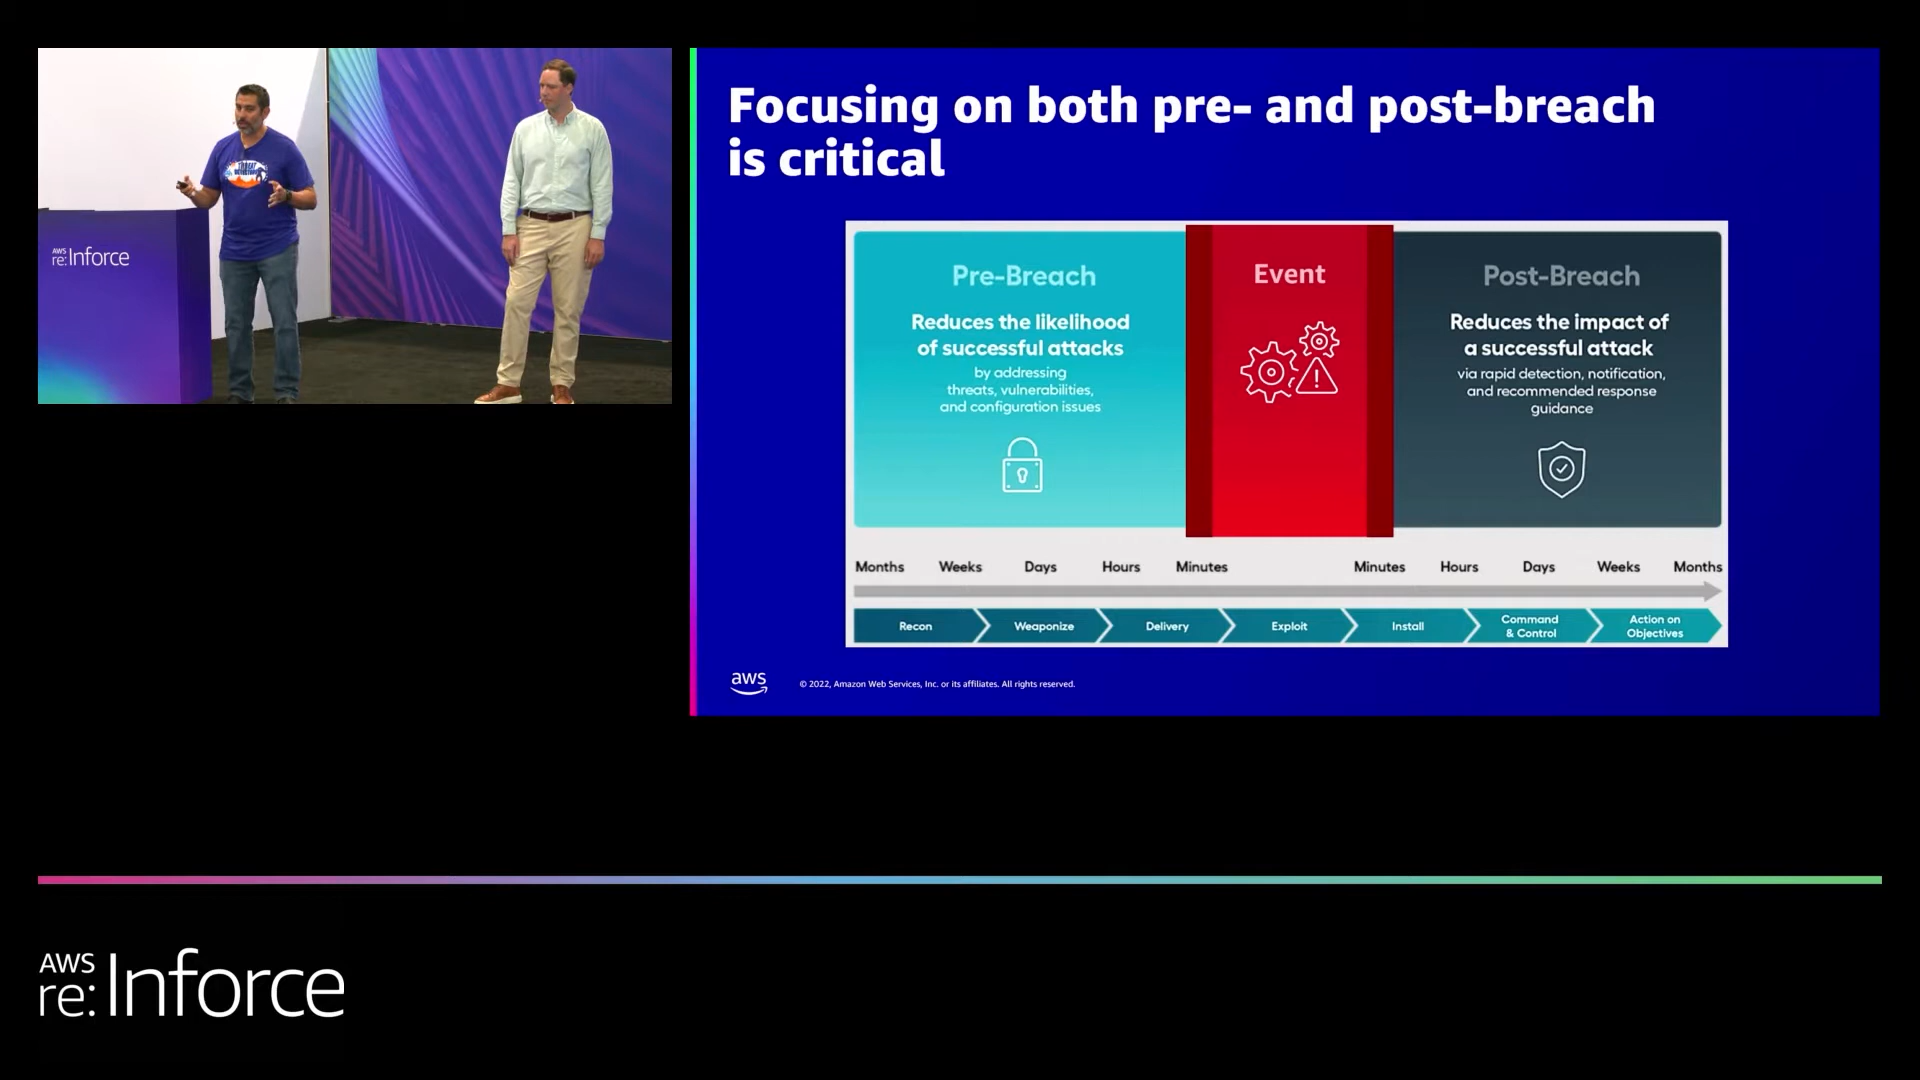 AWS
re:Inforce
Focusing on both pre- and post-breach
is critical
Pre-Breach
Reduces the likelihood
of successful attacks
by addressing
threats, vulnerabilities,
and configuration issues
Event
Post-Breach
Reduces the impact of
a successful attack
via rapid detection, notification,
and recommended response
guidance
Months Weeks Days Hours Minutes Minutes Hours Days Weeks Months
Recon Weaponize Delivery Exploit Install Command
& Control Action on
Objectives
aws
© 2022, Amazon Web Services, Inc. or its affiliates. All rights reserved.
AWS
re:Inforce